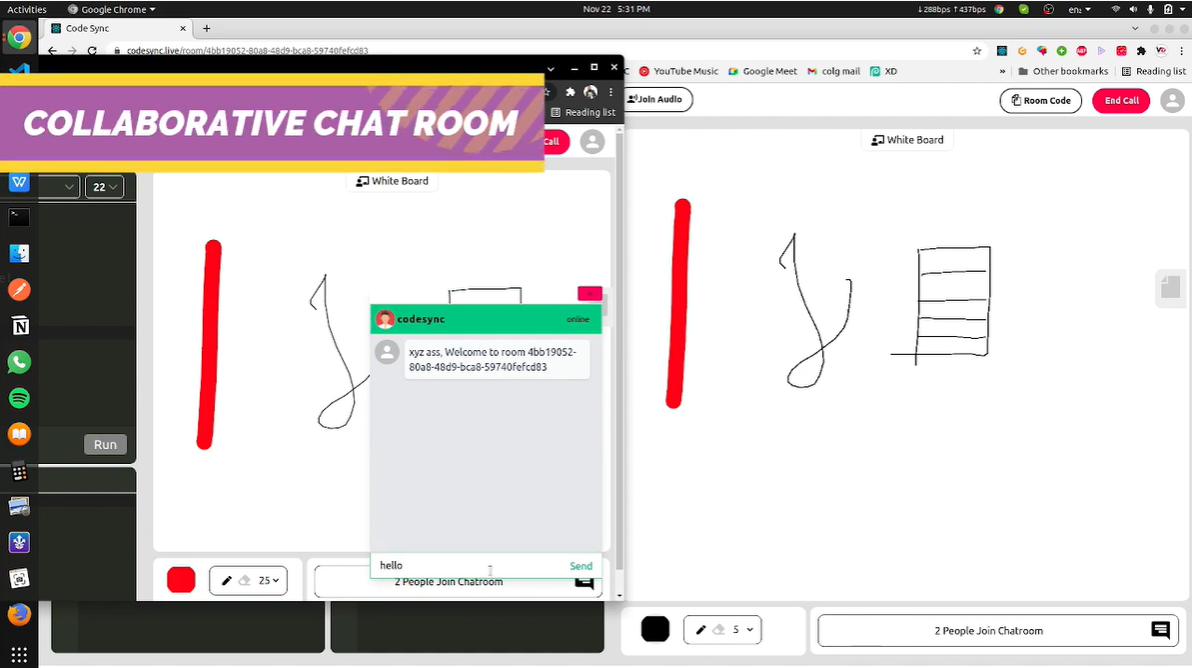 Activities
Google Chrome
Nov 22 5:31 PM
↓288bps ↑437bps
en₂
Code Sync
codesync.live/room/4bb19052-80a8-48d9-bca8-59740fefcd83
YouTube Music
Google Meet
colg mail
XD
»
Other bookmarks
Reading list
COLLABORATIVE CHAT ROOM
Reading list
Join Audio
Room Code
End Call
Call
White Board
White Board
22
codesync
online
xyz ass, Welcome to room 4bb19052-
80a8-48d9-bca8-59740fefcd83
Run
hello
Send
25
2 People Join Chatroom
5
2 People Join Chatroom